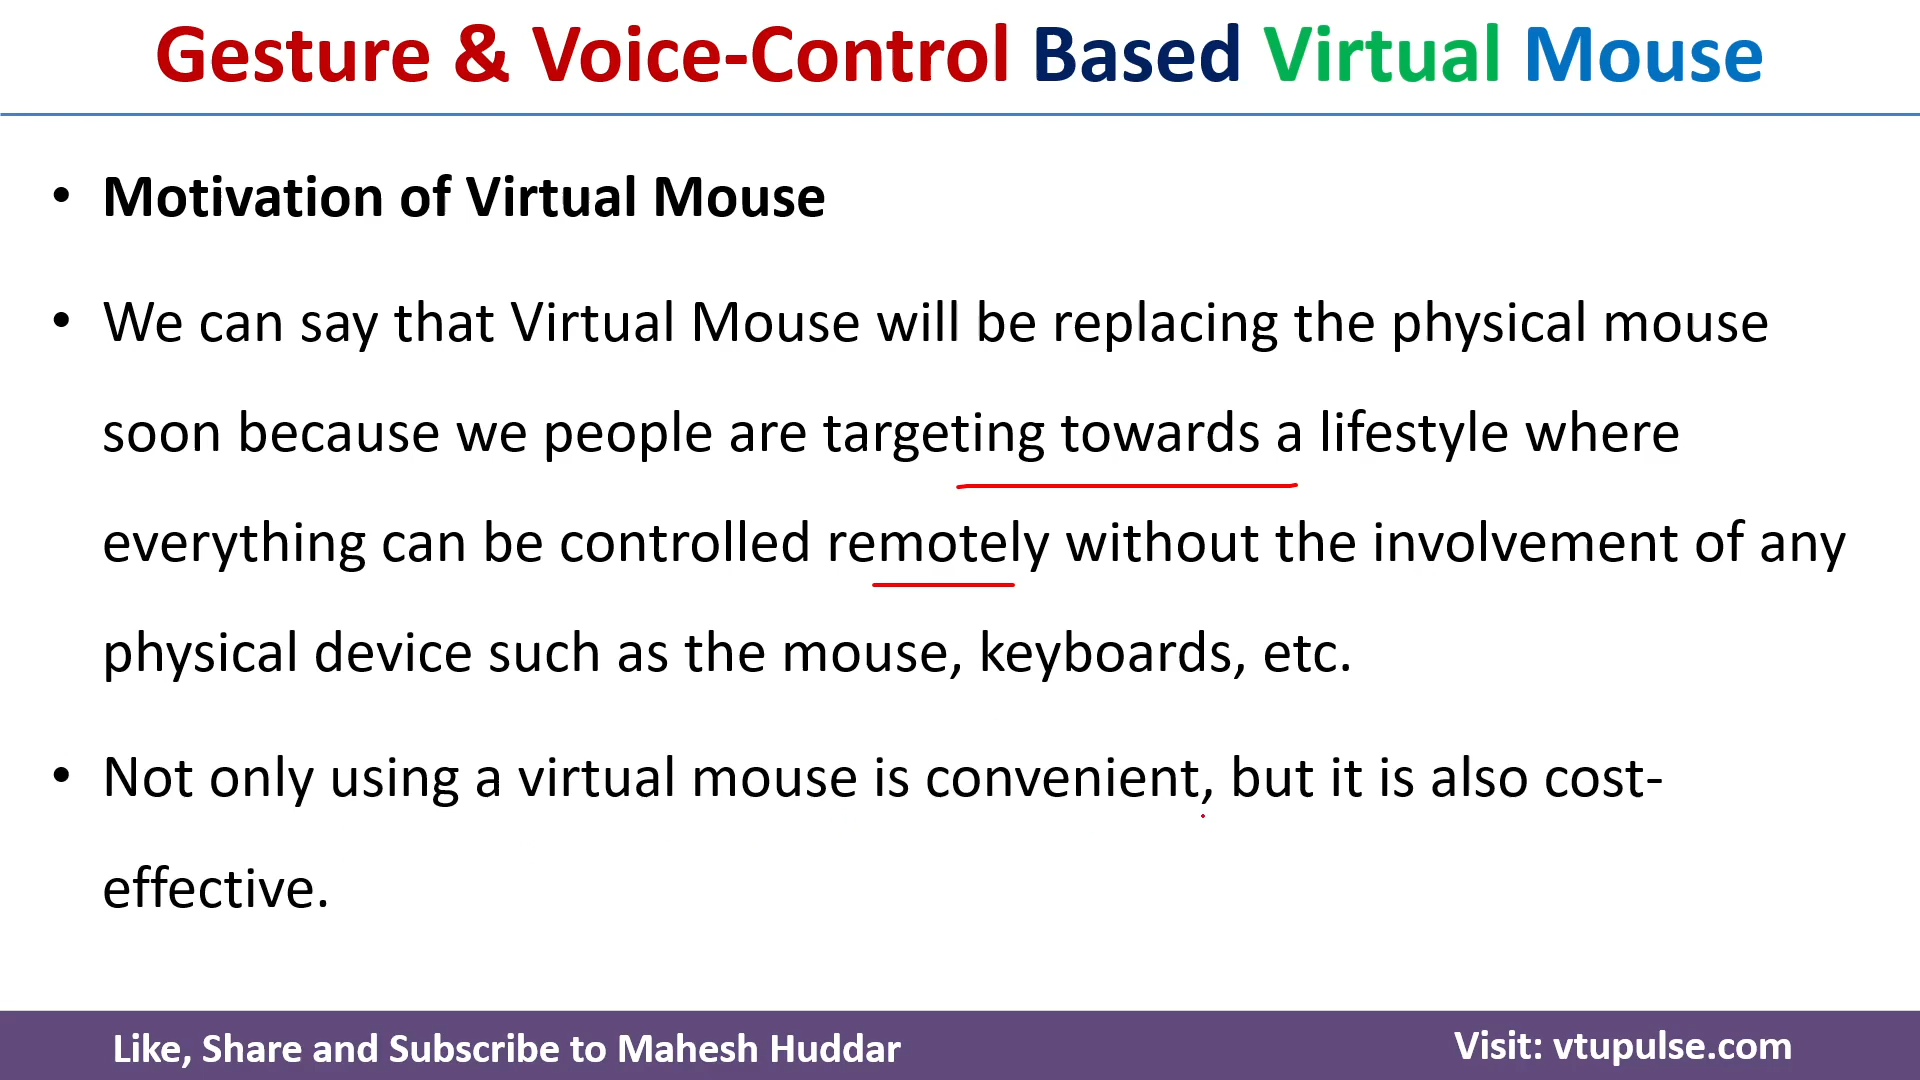 Gesture & Voice-Control Based Virtual Mouse
• Motivation of Virtual Mouse
• We can say that Virtual Mouse will be replacing the physical mouse
soon because we people are targeting towards a lifestyle where
everything can be controlled remotely without the involvement of any
physical device such as the mouse, keyboards, etc.
• Not only using a virtual mouse is convenient, but it is also cost-
effective.
Like, Share and Subscribe to Mahesh Huddar
Visit: vtupulse.com